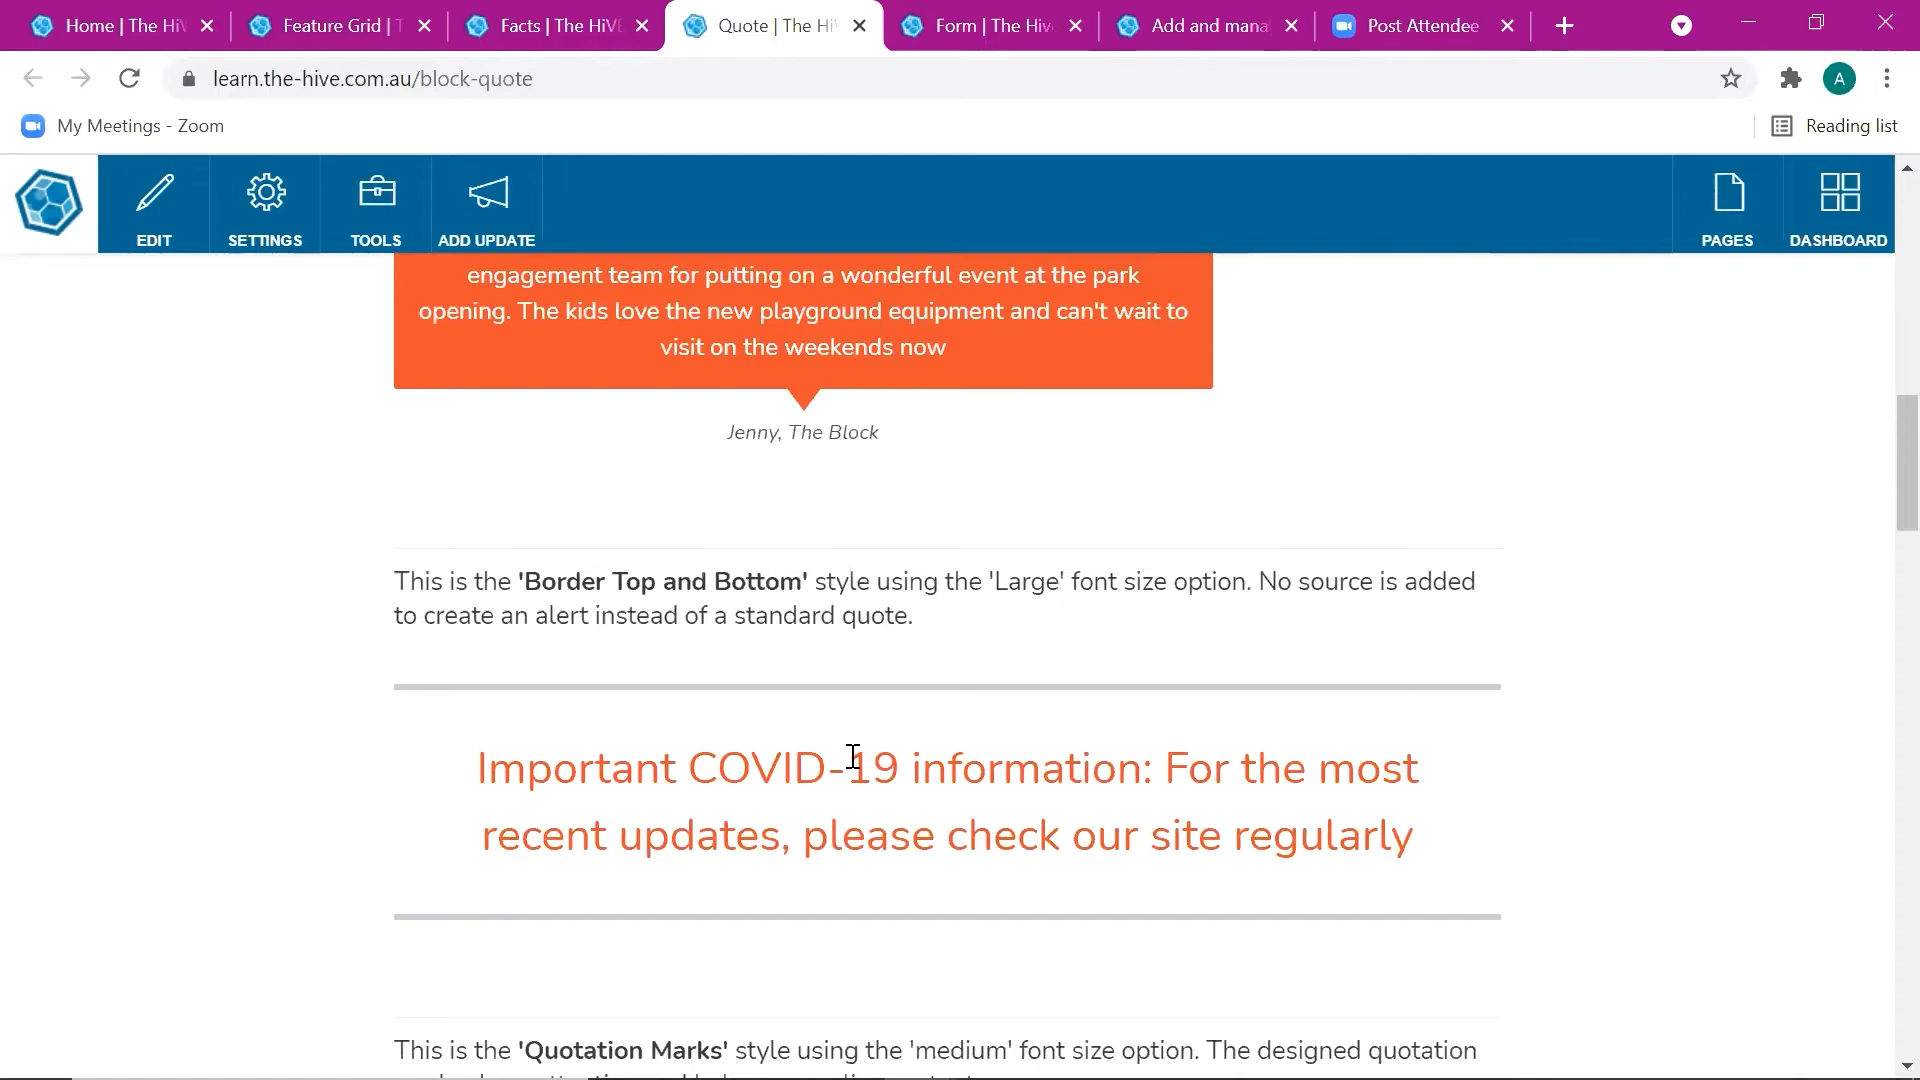 Home | The HiV
Feature Grid | T
Facts | The HiVE
Quote | The HiV
Form | The Hive
Add and mana
Post Attendee
learn.the-hive.com.au/block-quote
A
My Meetings - Zoom
Reading list
EDIT
SETTINGS
TOOLS
ADD UPDATE
PAGES
DASHBOARD
engagement team for putting on a wonderful event at the park
opening. The kids love the new playground equipment and can't wait to
visit on the weekends now
Jenny, The Block
This is the 'Border Top and Bottom' style using the 'Large' font size option. No source is added
to create an alert instead of a standard quote.
Important COVID-19 information: For the most
recent updates, please check our site regularly
This is the 'Quotation Marks' style using the 'medium' font size option. The designed quotation